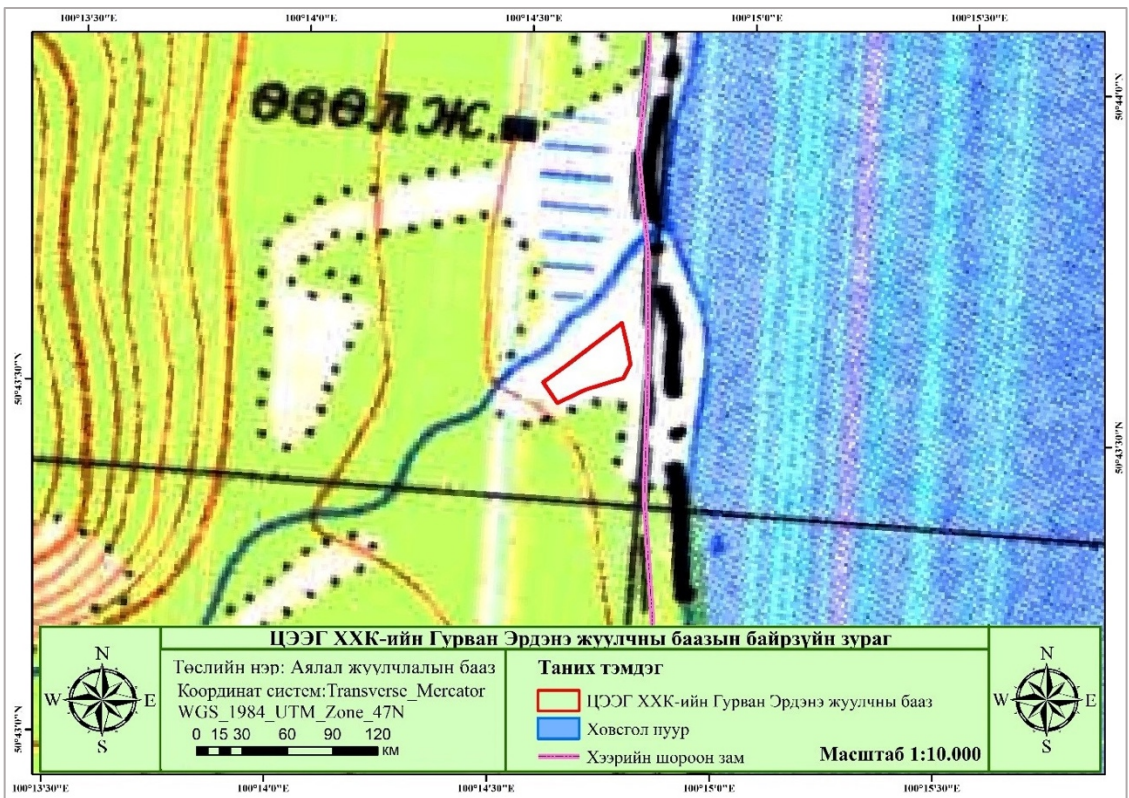 100°13'30"E 100°14'0"E 100°14'30"E 100°15'0"E 100°15'30"E
50°44'0"N
ӨВӨЛЖ.
50°43'30"N
50°43'30"N
50°43'0"N
ЦЭЭГ ХХК-ийн Гурван Эрдэнэ жуулчны баазын байрзүйн зураг
N
W E
S
Төслийн нэр: Аялал жуулчлалын бааз
Координат систем:Transverse_Mercator
WGS_1984_UTM_Zone_47N
0 15 30 60 90 120
КМ
Таних тэмдэг
ЦЭЭГ ХХК-ийн Гурван Эрдэнэ жуулчны бааз
Ховсгол нуур
Хээрийн шороон зам
Масштаб 1:10.000
N
W E
S
100°13'30"E 100°14'0"E 100°14'30"E 100°15'0"E 100°15'30"E